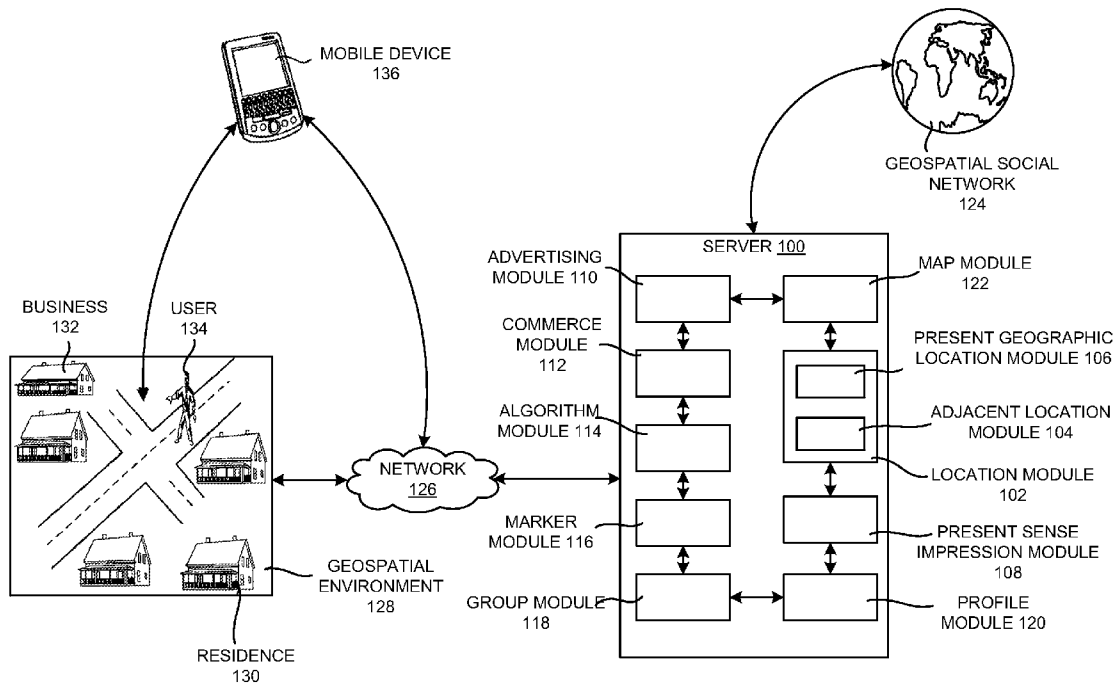 MOBILE DEVICE
136
GEOSPATIAL SOCIAL
NETWORK
124
SERVER 100
ADVERTISING
MODULE 110
MAP MODULE
122
BUSINESS
132
USER
134
COMMERCE
MODULE
112
PRESENT GEOGRAPHIC
LOCATION MODULE 106
ALGORITHM
MODULE 114
ADJACENT LOCATION
MODULE 104
NETWORK
126
LOCATION MODULE
102
MARKER
MODULE 116
PRESENT SENSE
IMPRESSION MODULE
108
GEOSPATIAL
ENVIRONMENT
128
GROUP MODULE
118
PROFILE
MODULE 120
RESIDENCE
130